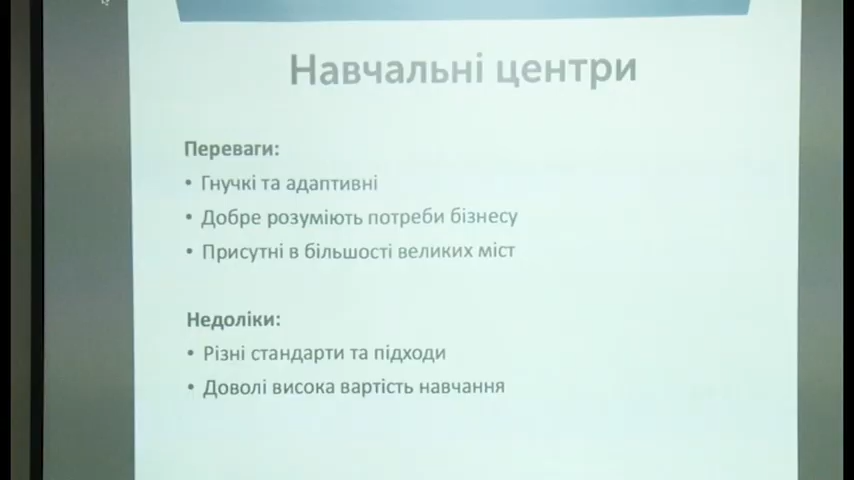 Навчальні центри
Переваги:
• Гнучкі та адаптивні
• Добре розуміють потреби бізнесу
• Присутні в більшості великих міст
Недоліки:
• Різні стандарти та підходи
• Доволі висока вартість навчання